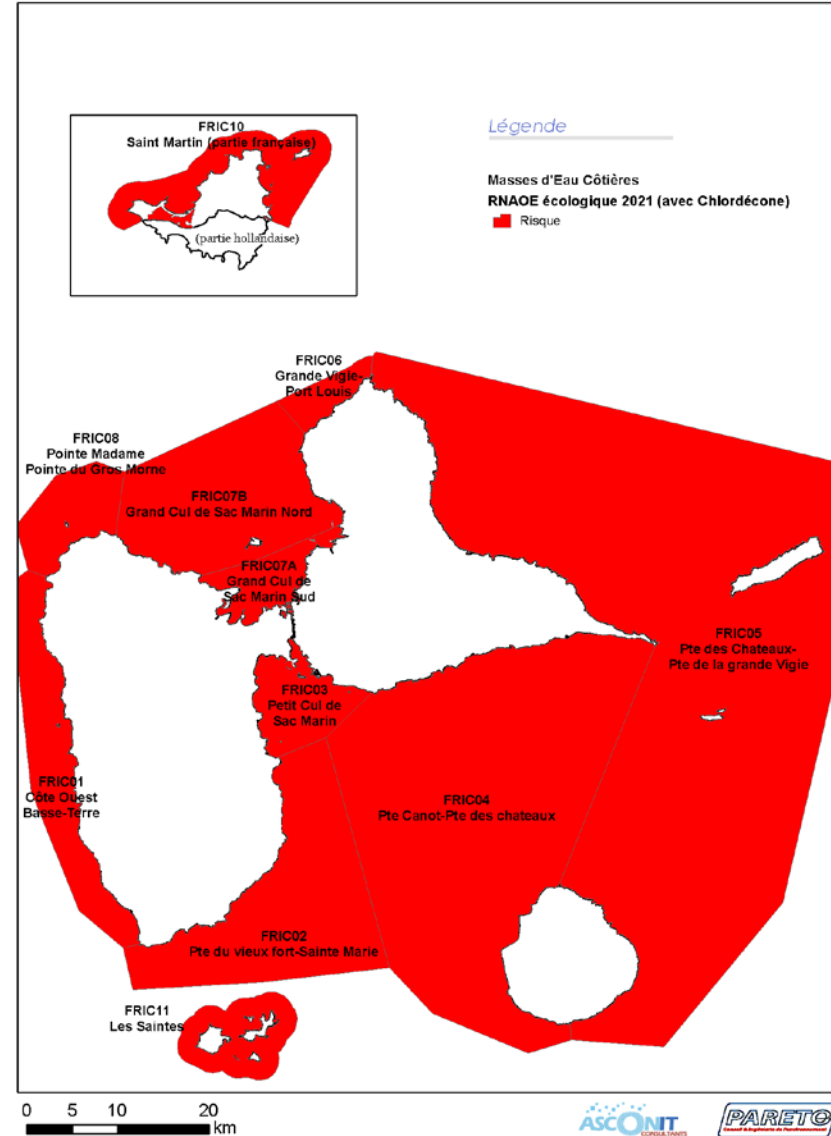 FRIC10
Saint Martin (partie française)
(partie hollandaise)
Légende
Masses d'Eau Côtières
RNAOE écologique 2021 (avec Chlordécone)
Risque
FRIC06
Grande Vigie-
Port Louis
FRIC08
Pointe Madame
Pointe du Gros Morne
FRIC07B
Grand Cul de Sac Marin Nord
FRIC07A
Grand Cul de
Sac Marin Sud
FRIC05
Pte des Chateaux-
Pte de la grande Vigie
FRIC03
Petit Cul de
Sac Marin
FRIC01
Côte Ouest
Basse-Terre
FRIC04
Pte Canot-Pte des chateaux
FRIC02
Pte du vieux fort-Sainte Marie
FRIC11
Les Saintes
0 5 10 20
km
ASCONIT
CONSULTANTS
PARETO
Conseil & Ingénierie de l'environnement